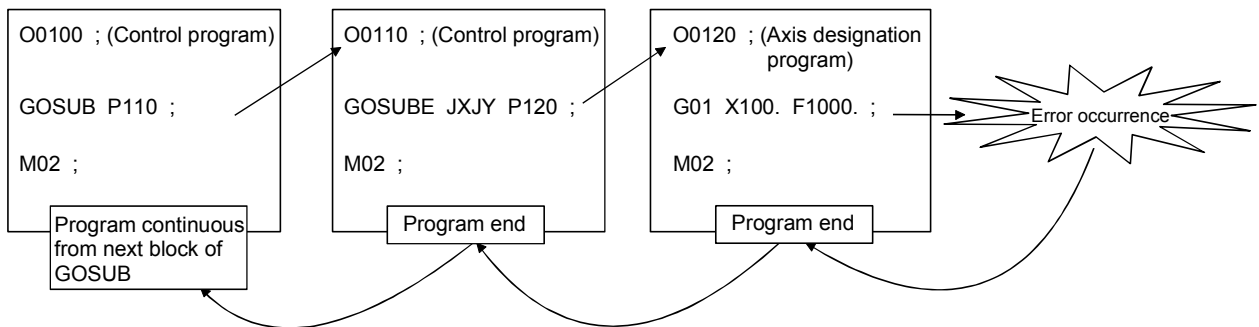 O0100 ; (Control program)
GOSUB P110 ;
M02 ;
Program continuous
from next block of
GOSUB
O0110 ; (Control program)
GOSUBE JXJY P120 ;
M02 ;
Program end
O0120 ; (Axis designation
program)
G01 X100. F1000. ;
M02 ;
Program end
Error occurrence